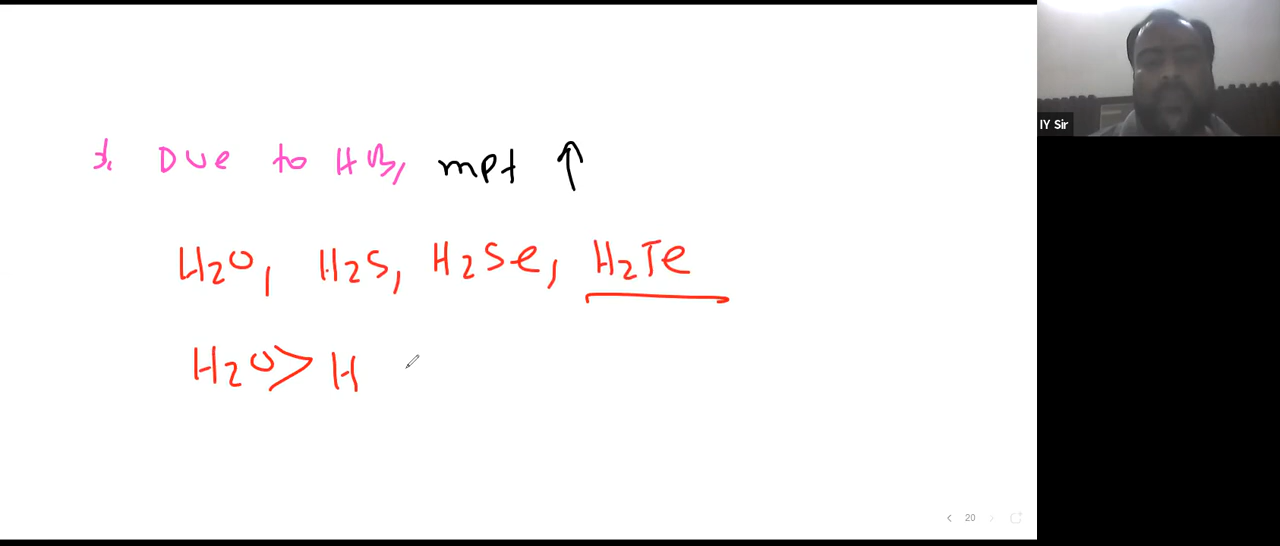 Due to HB, mpt ↑
H2O, H2S, H2Se, H2Te
H2O > H
IY Sir
20